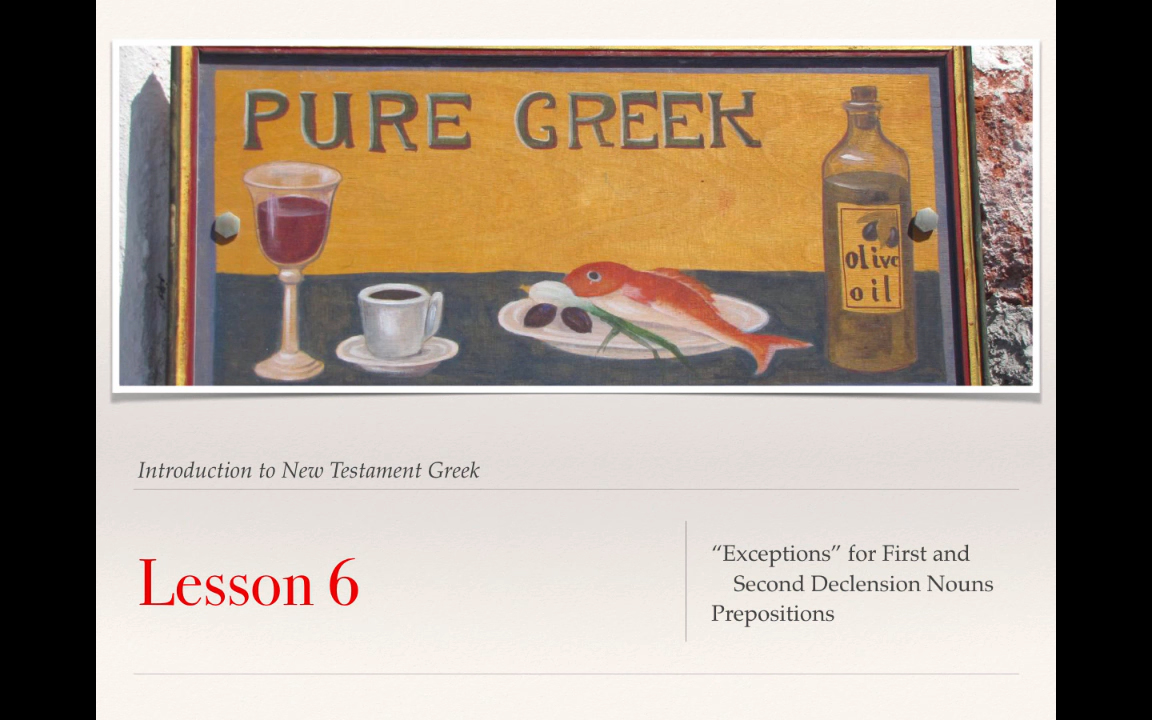 PURE GREEK
olive
oil
Introduction to New Testament Greek
Lesson 6
“Exceptions” for First and
Second Declension Nouns
Prepositions